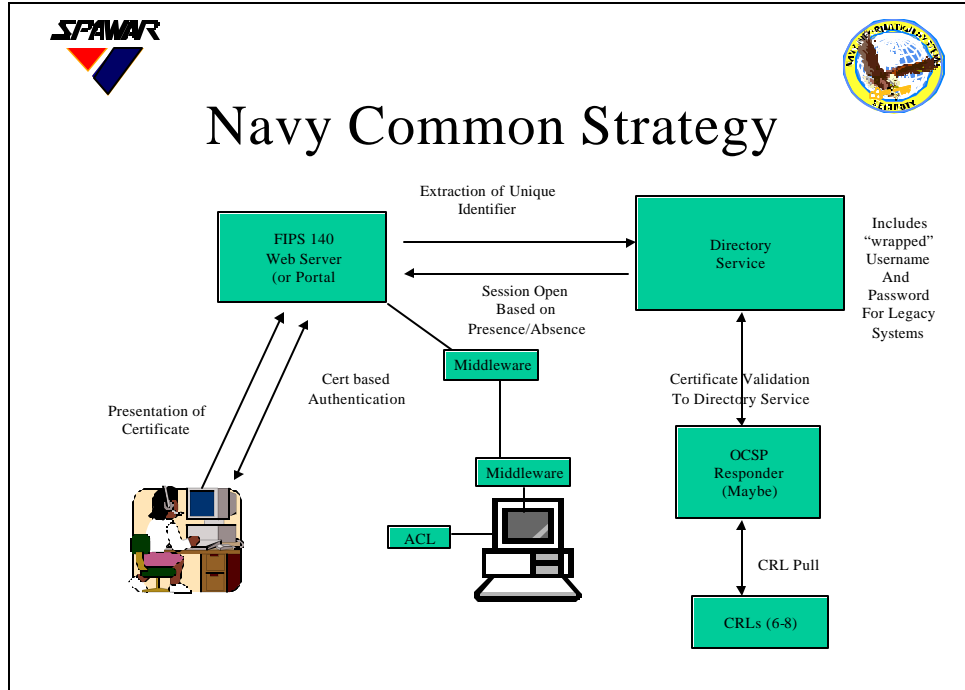 SPAWAR
SECURITY
Navy Common Strategy
Extraction of Unique
Identifier
FIPS 140
Web Server
(or Portal
Directory
Service
Includes
“wrapped”
Username
And
Password
For Legacy
Systems
Session Open
Based on
Presence/Absence
Middleware
Cert based
Authentication
Certificate Validation
To Directory Service
Presentation of
Certificate
OCSP
Responder
(Maybe)
Middleware
ACL
CRL Pull
CRLs (6-8)